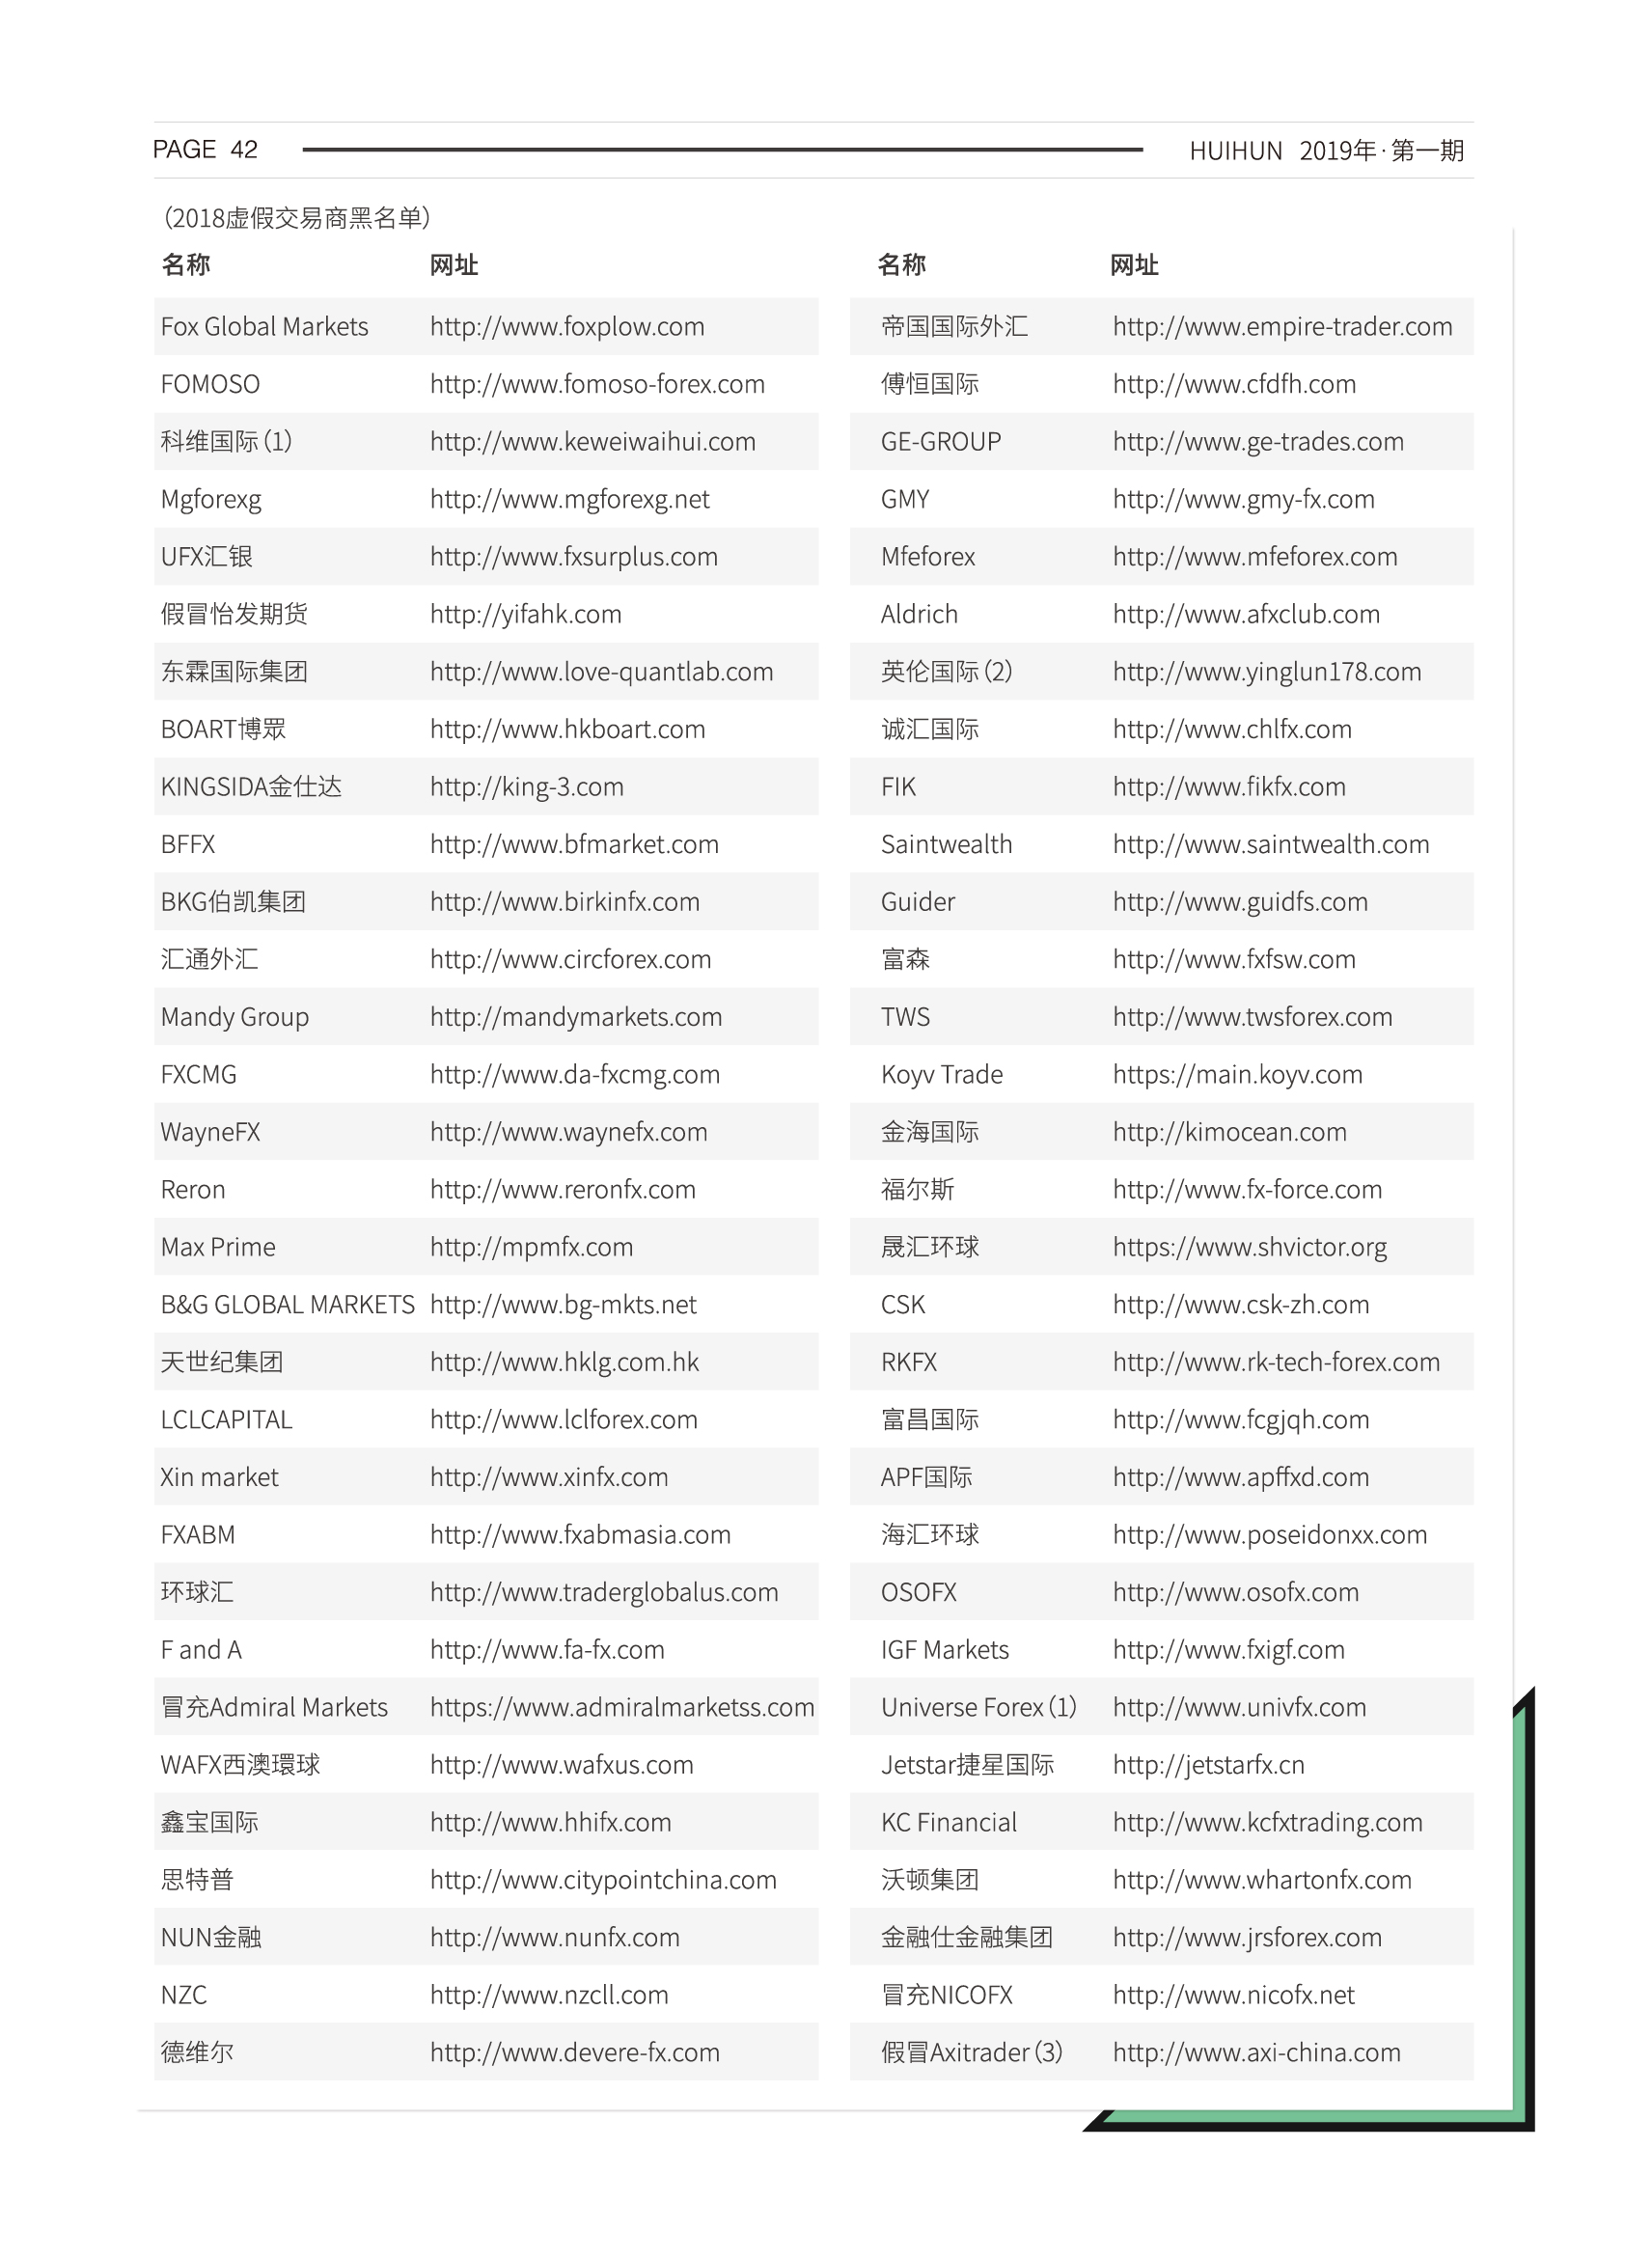 PAGE 42
HUIHUN 2019年·第一期
（2018虚假交易商黑名单）
名称 网址 名称 网址
Fox Global Markets http://www.foxplow.com 帝国国际外汇 http://www.empire-trader.com
FOMOSO http://www.fomoso-forex.com 傅恒国际 http://www.cfdfh.com
科维国际（1） http://www.keweiwaihui.com GE-GROUP http://www.ge-trades.com
Mgforexg http://www.mgforexg.net GMY http://www.gmy-fx.com
UFX汇银 http://www.fxsurplus.com Mfeforex http://www.mfeforex.com
假冒怡发期货 http://yifahk.com Aldrich http://www.afxclub.com
东霖国际集团 http://www.love-quantlab.com 英伦国际（2） http://www.yinglun178.com
BOART博眾 http://www.hkboart.com 诚汇国际 http://www.chlfx.com
KINGSIDA金仕达 http://king-3.com FIK http://www.fikfx.com
BFFX http://www.bfmarket.com Saintwealth http://www.saintwealth.com
BKG伯凯集团 http://www.birkinfx.com Guider http://www.guidfs.com
汇通外汇 http://www.circforex.com 富森 http://www.fxfsw.com
Mandy Group http://mandymarkets.com TWS http://www.twsforex.com
FXCMG http://www.da-fxcmg.com Koyv Trade https://main.koyv.com
WayneFX http://www.waynefx.com 金海国际 http://kimocean.com
Reron http://www.reronfx.com 福尔斯 http://www.fx-force.com
Max Prime http://mpmfx.com 晟汇环球 https://www.shvictor.org
B&G GLOBAL MARKETS http://www.bg-mkts.net CSK http://www.csk-zh.com
天世纪集团 http://www.hklg.com.hk RKFX http://www.rk-tech-forex.com
LCLCAPITAL http://www.lclforex.com 富昌国际 http://www.fcgjqh.com
Xin market http://www.xinfx.com APF国际 http://www.apffxd.com
FXABM http://www.fxabmasia.com 海汇环球 http://www.poseidonxx.com
环球汇 http://www.traderglobalus.com OSOFX http://www.osofx.com
F and A http://www.fa-fx.com IGF Markets http://www.fxigf.com
冒充Admiral Markets https://www.admiralmarketss.com Universe Forex（1） http://www.univfx.com
WAFX西澳環球 http://www.wafxus.com Jetstar捷星国际 http://jetstarfx.cn
鑫宝国际 http://www.hhifx.com KC Financial http://www.kcfxtrading.com
思特普 http://www.citypointchina.com 沃顿集团 http://www.whartonfx.com
NUN金融 http://www.nunfx.com 金融仕金融集团 http://www.jrsforex.com
NZC http://www.nzcll.com 冒充NICOFX http://www.nicofx.net
德维尔 http://www.devere-fx.com 假冒Axitrader（3） http://www.axi-china.com